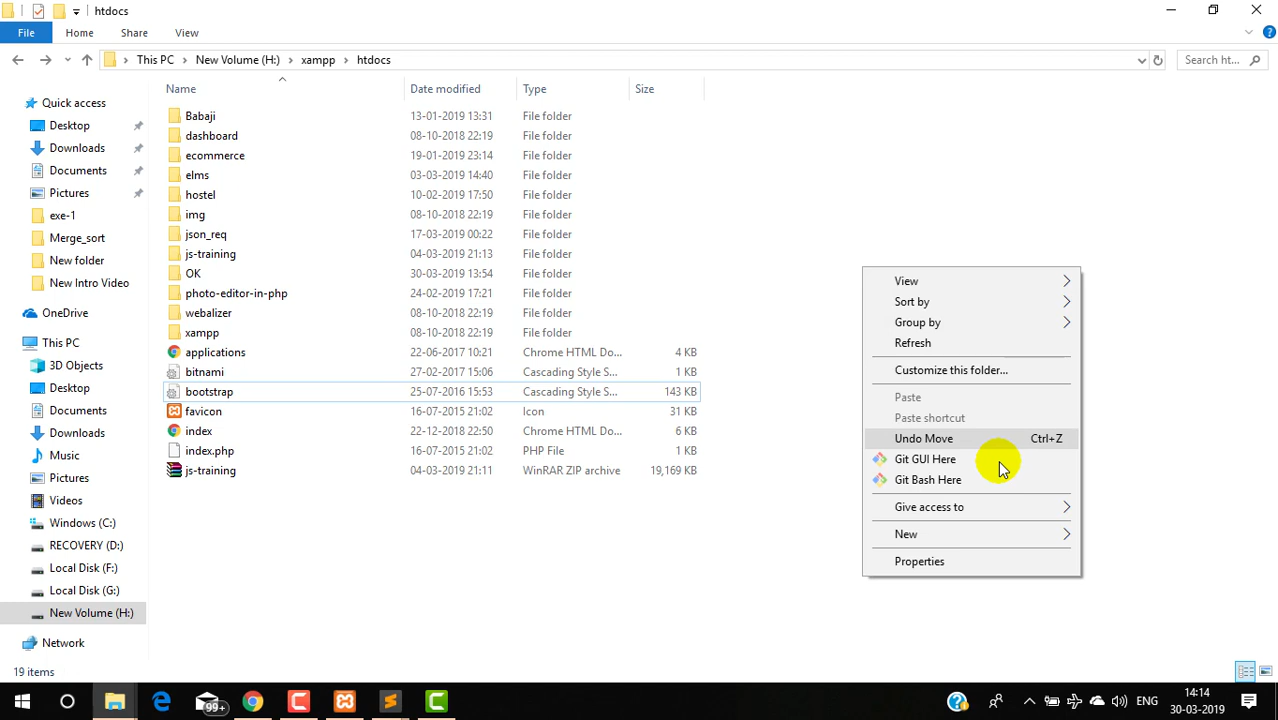 htdocs
File Home Share View
This PC New Volume (H:) xampp htdocs Search ht...
Name Date modified Type Size
Quick access
Desktop
Downloads
Documents
Pictures
exe-1
Merge_sort
New folder
New Intro Video
OneDrive
This PC
3D Objects
Desktop
Documents
Downloads
Music
Pictures
Videos
Windows (C:)
RECOVERY (D:)
Local Disk (F:)
Local Disk (G:)
New Volume (H:)
Network
Babaji 13-01-2019 13:31 File folder
dashboard 08-10-2018 22:19 File folder
ecommerce 19-01-2019 23:14 File folder
elms 03-03-2019 14:40 File folder
hostel 10-02-2019 17:50 File folder
img 08-10-2018 22:19 File folder
json_req 17-03-2019 00:22 File folder
js-training 04-03-2019 21:13 File folder
OK 30-03-2019 13:54 File folder
photo-editor-in-php 24-02-2019 17:21 File folder
webalizer 08-10-2018 22:19 File folder
xampp 08-10-2018 22:19 File folder
applications 22-06-2017 10:21 Chrome HTML Do... 4 KB
bitnami 27-02-2017 15:06 Cascading Style S... 1 KB
bootstrap 25-07-2016 15:53 Cascading Style S... 143 KB
favicon 16-07-2015 21:02 Icon 31 KB
index 22-12-2018 22:50 Chrome HTML Do... 6 KB
index.php 16-07-2015 21:02 PHP File 1 KB
js-training 04-03-2019 21:11 WinRAR ZIP archive 19,169 KB
View
Sort by
Group by
Refresh
Customize this folder...
Paste
Paste shortcut
Undo Move Ctrl+Z
Git GUI Here
Git Bash Here
Give access to
New
Properties
19 items
99+
ENG
14:14
30-03-2019